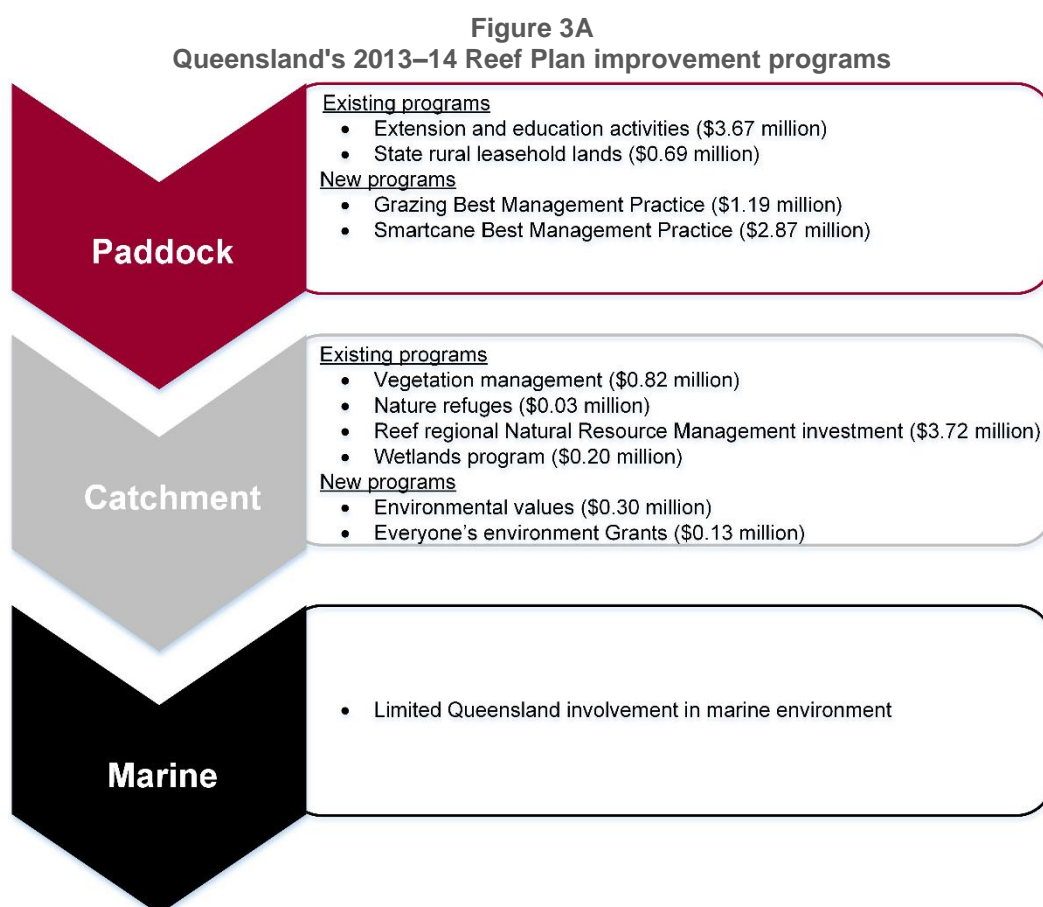 Figure 3A
Queensland's 2013–14 Reef Plan improvement programs
Paddock
Existing programs
• Extension and education activities ($3.67 million)
• State rural leasehold lands ($0.69 million)
New programs
• Grazing Best Management Practice ($1.19 million)
• Smartcane Best Management Practice ($2.87 million)
Catchment
Existing programs
• Vegetation management ($0.82 million)
• Nature refuges ($0.03 million)
• Reef regional Natural Resource Management investment ($3.72 million)
• Wetlands program ($0.20 million)
New programs
• Environmental values ($0.30 million)
• Everyone's environment Grants ($0.13 million)
Marine
• Limited Queensland involvement in marine environment